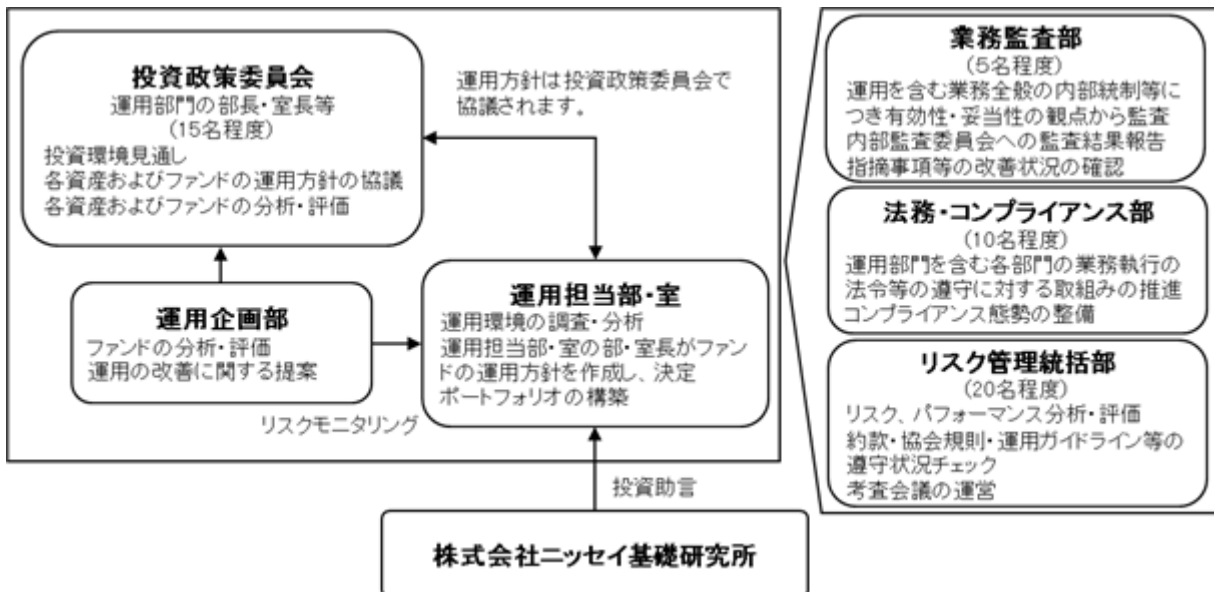 投資政策委員会
運用部門の部長・室長等
(15名程度)
投資環境見通し
各資産およびファンドの運用方針の協議
各資産およびファンドの分析・評価
運用方針は投資政策委員会で
協議されます。
運用企画部
ファンドの分析・評価
運用の改善に関する提案
リスクモニタリング
運用担当部・室
運用環境の調査・分析
運用担当部・室の部・室長がファン
ドの運用方針を作成し、決定
ポートフォリオの構築
投資助言
株式会社ニッセイ基礎研究所
業務監査部
(5名程度)
運用を含む業務全般の内部統制等に
つき有効性・妥当性の観点から監査
内部監査委員会への監査結果報告
指摘事項等の改善状況の確認
法務・コンプライアンス部
(10名程度)
運用部門を含む各部門の業務執行の
法令等の遵守に対する取組みの推進
コンプライアンス態勢の整備
リスク管理統括部
(20名程度)
リスク、パフォーマンス分析・評価
約款・協会規則・運用ガイドライン等の
遵守状況チェック
考査会議の運営